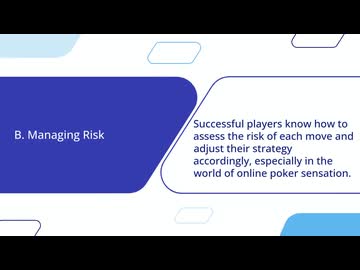 B. Managing Risk
Successful players know how to
assess the risk of each move and
adjust their strategy
accordingly, especially in the
world of online poker sensation.